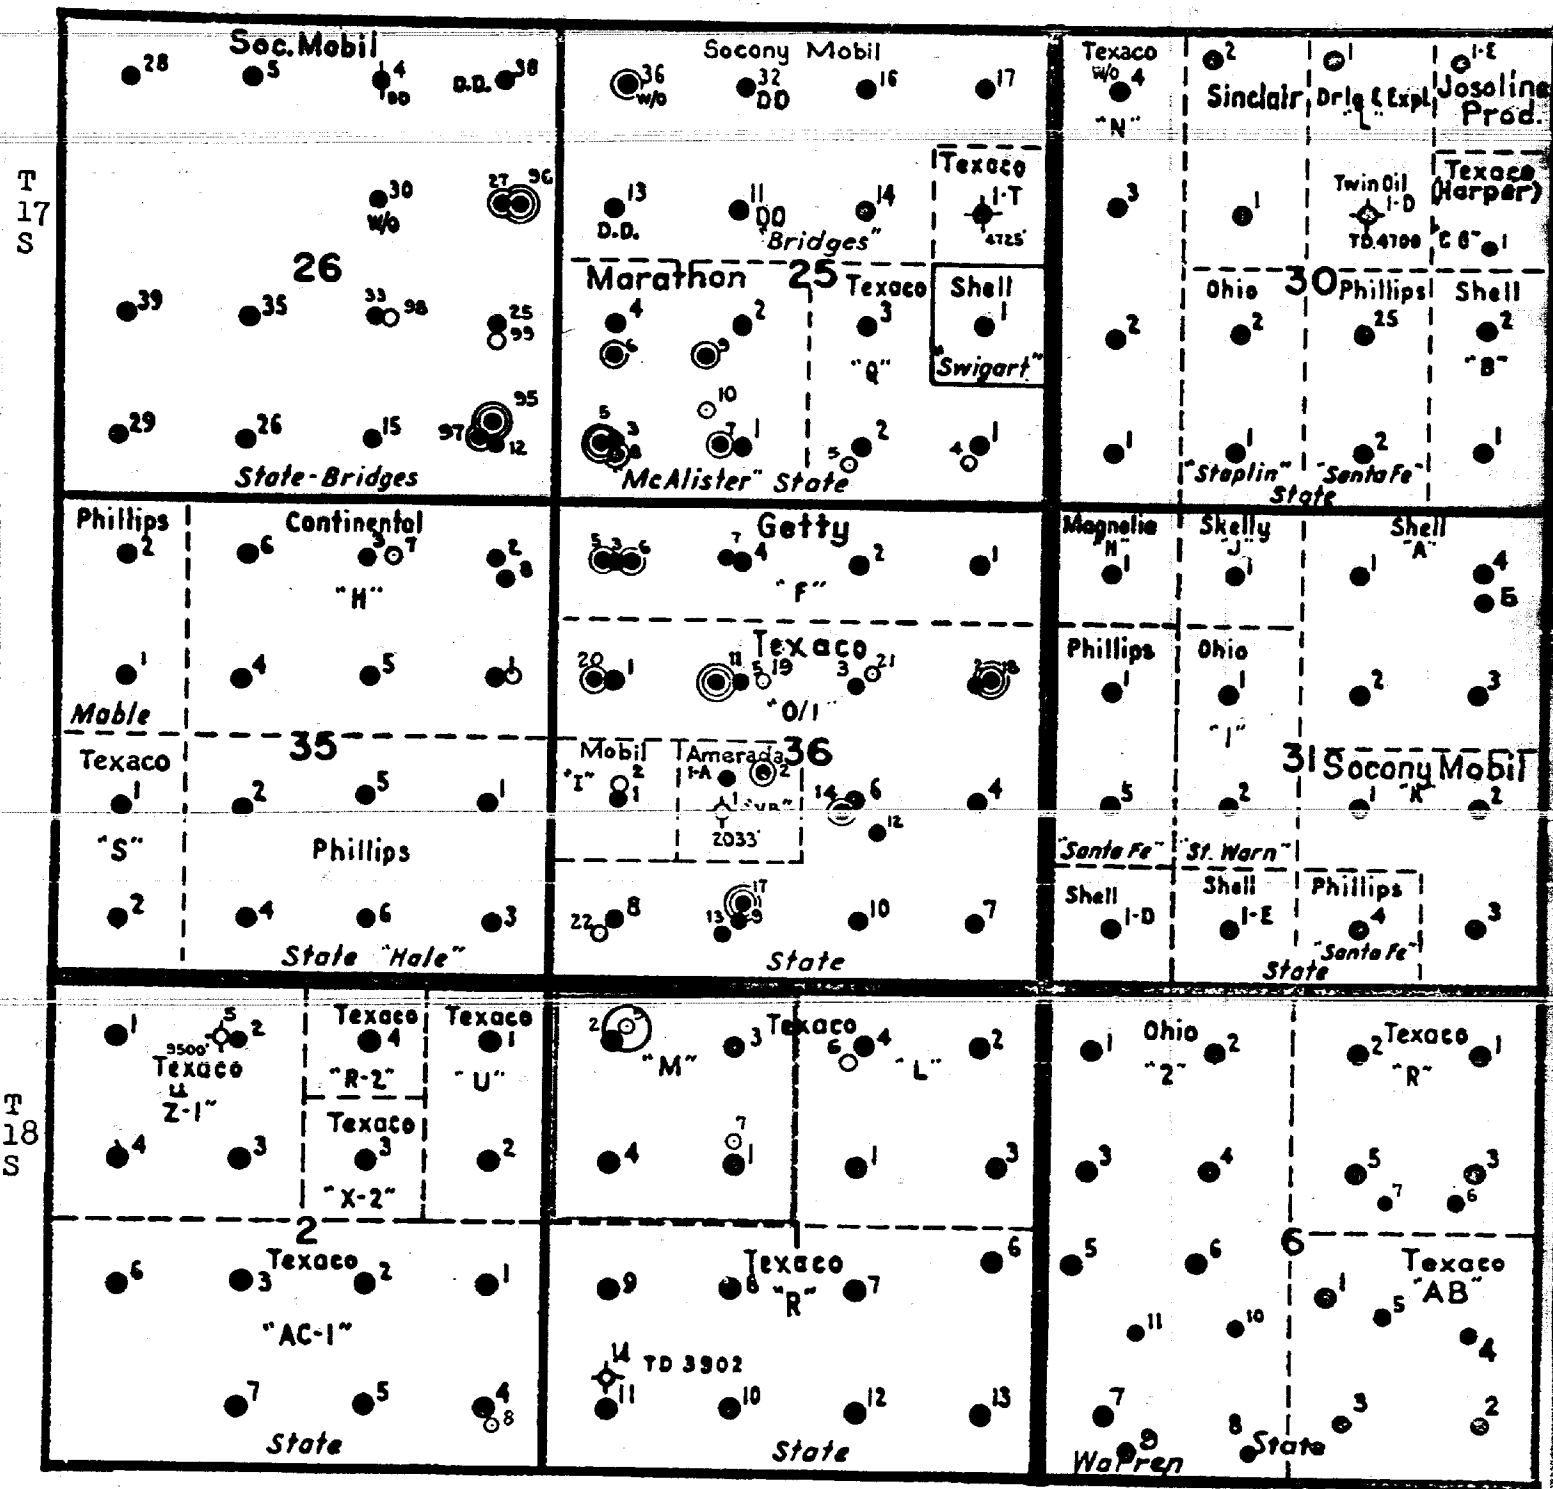 T
17
S
Soc. Mobil
28 5 4 38
DD D.D.
30 27 96
W/O
26
39 35 33 98 25
99
29 26 15 97 95
12
State-Bridges
Socony Mobil
36 32 16 17
W/O DD
Texaco
13 11 14 1-T
D.D. DD 4725'
"Bridges"
Marathon 25 Texaco Shell
4 2 3 1
6 9 "Q" "Swigart"
10
5 3 8 7 1 2 5 4 1
"McAlister" State
Texaco 2 1 1-E
W/O 4 Sinclair Drlg & Expl. Josoline
"N" "L" Prod.
3 1 Twin Oil Texaco
1-D (Harper)
TD.4700 1
30
Ohio Phillips Shell
2 2 25 2
"B"
1 1 2 1
"Staplin" "Santa Fe"
State
Phillips Continental
2 6 3 7 2
8
"H"
1 4 5 1
Mable
35
Texaco
1 2 5 1
"S" Phillips
2 4 6 3
State "Hale"
Getty
5 3 6 7 4 2 1
"F"
Texaco
20 1 11 5 19 3 21 2 18
"O/1"
36
Mobil Amerada
"I" 2 1-A 2
1 1 14 6 4
2033' 12
17
22 8 13 9 10 7
State
Magnolia Skelly Shell
"J" "A"
1 1 1 4
5
Phillips Ohio
1 1 2 3
"I"
31 Socony Mobil
5 2 1 2
"Santa Fe" "St. Warn"
Shell Shell Phillips
1-D 1-E 4 3
"Santa Fe"
State
T
18
S
1 5 2 Texaco Texaco
9500' 4 1
Texaco "R-2" "U"
Z-1"
Texaco
4 3 3 2
"X-2"
2
Texaco
6 3 2 1
"AC-1"
7 5 4
8
State
2 3 Texaco 4 2
"M" 6 "L"
7
4 1 1 3
Texaco 6
9 8 "R" 7
14 TD 3902
11 10 12 13
State
Ohio Texaco
1 "2" 2 2 "R" 1
3 4 5 3
7 6
6
5 6 Texaco
1 "AB"
11 10 5 4
7 3 2
9 8 State
Warren